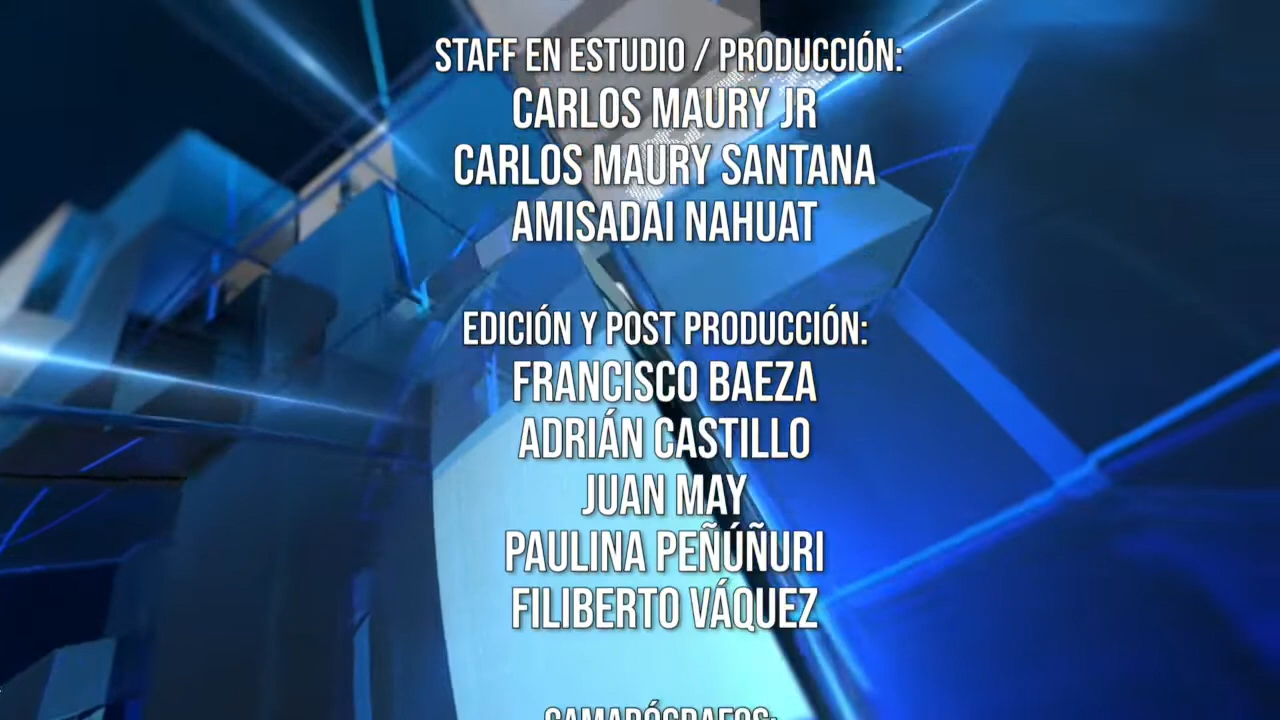 STAFF EN ESTUDIO / PRODUCCIÓN:
CARLOS MAURY JR
CARLOS MAURY SANTANA
AMISADAI NAHUAT
EDICIÓN Y POST PRODUCCIÓN:
FRANCISCO BAEZA
ADRIÁN CASTILLO
JUAN MAY
PAULINA PEÑÚÑURI
FILIBERTO VÁQUEZ
CAMARÓGRAFOS: